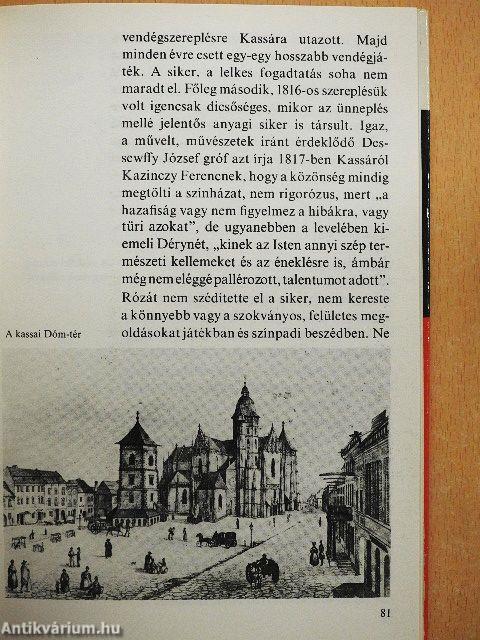 vendégszereplésre Kassára utazott. Majd
minden évre esett egy-egy hosszabb vendégjá-
ték. A siker, a lelkes fogadtatás soha nem
maradt el. Főleg második, 1816-os szereplésük
volt igencsak dicsőséges, mikor az ünneplés
mellé jelentős anyagi siker is társult. Igaz,
a művelt, művészetek iránt érdeklődő Des-
sewffy József gróf azt írja 1817-ben Kassáról
Kazinczy Ferencnek, hogy a közönség mindig
megtölti a színházat, nem rigorózus, mert „a
hazafiság vagy nem figyelmez a hibákra, vagy
tűri azokat”, de ugyanebben a levelében ki-
emeli Dérynét, „kinek az Isten annyi szép ter-
mészeti kellemeket és az éneklésre is, ámbár
még nem eléggé pallérozott, talentumot adott”.
Rózát nem szédítette el a siker, nem kereste
a könnyebb vagy a szokványos, felületes meg-
oldásokat játékban és színpadi beszédben. Ne
A kassai Dóm-tér
81
Antikvárium.hu